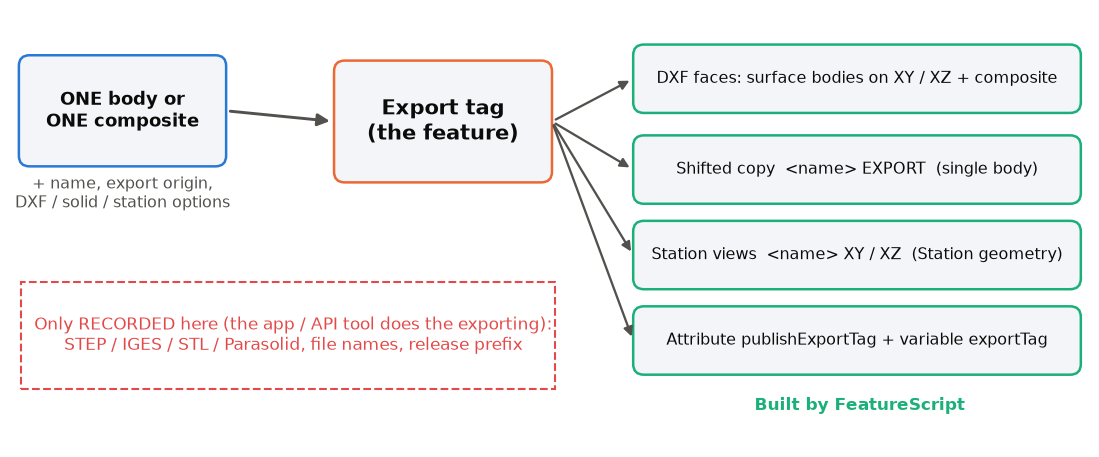 ONE body or
ONE composite
+ name, export origin,
DXF / solid / station options
Export tag
(the feature)
DXF faces: surface bodies on XY / XZ + composite
Shifted copy  <name> EXPORT  (single body)
Station views  <name> XY / XZ  (Station geometry)
Attribute publishExportTag + variable exportTag
Built by FeatureScript
Only RECORDED here (the app / API tool does the exporting):
STEP / IGES / STL / Parasolid, file names, release prefix